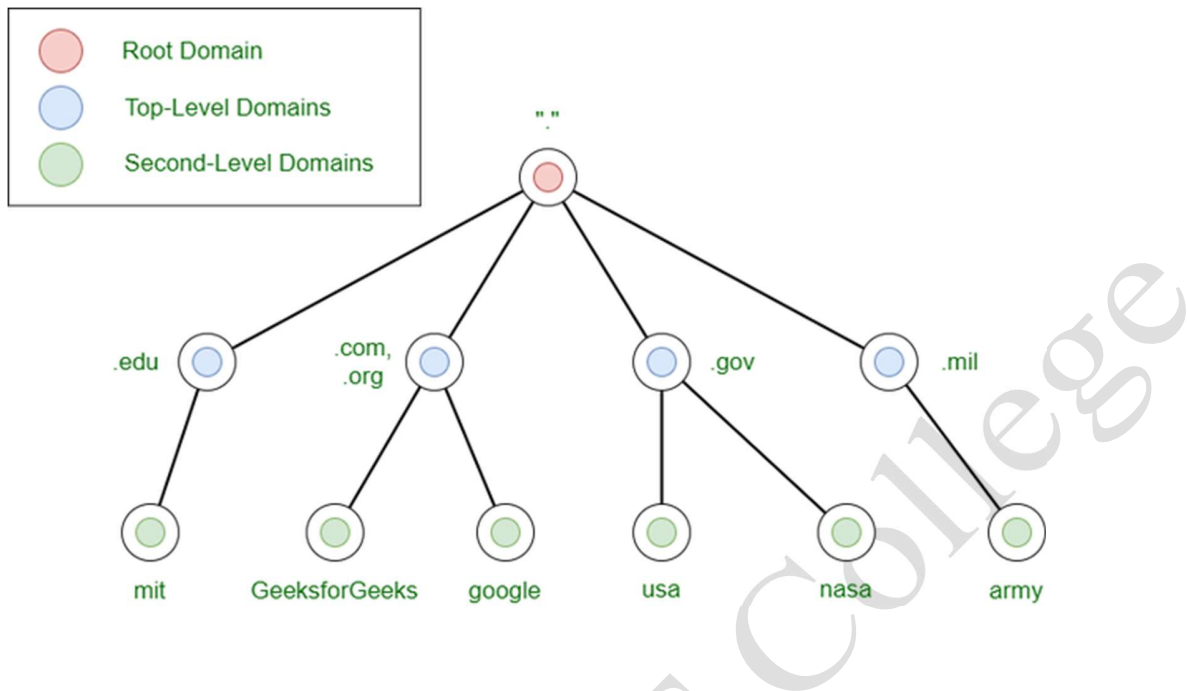 Root Domain
Top-Level Domains
Second-Level Domains
"."
.edu
.com,
.org
.gov
.mil
mit
GeeksforGeeks
google
usa
nasa
army
College